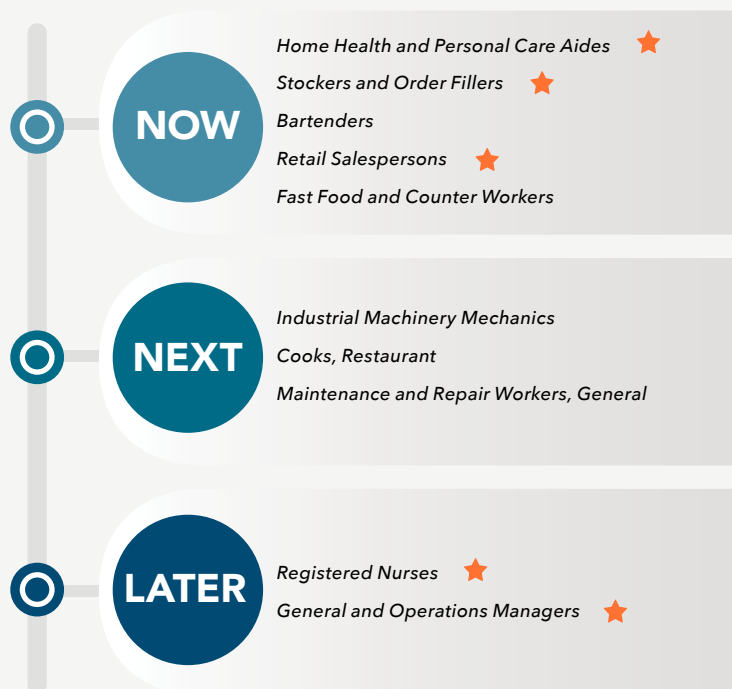 NOW
Home Health and Personal Care Aides
Stockers and Order Fillers
Bartenders
Retail Salespersons
Fast Food and Counter Workers
NEXT
Industrial Machinery Mechanics
Cooks, Restaurant
Maintenance and Repair Workers, General
LATER
Registered Nurses
General and Operations Managers